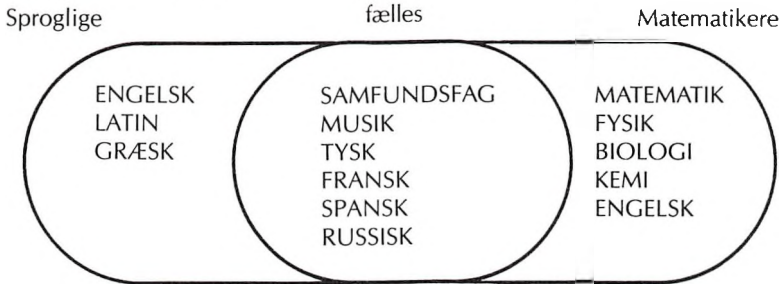 Sproglige
fælles
Matematikere
ENGELSK
LATIN
GRÆSK
SAMFUNDSFAG
MUSIK
TYSK
FRANSK
SPANSK
RUSSISK
MATEMATIK
FYSIK
BIOLOGI
KEMI
ENGELSK